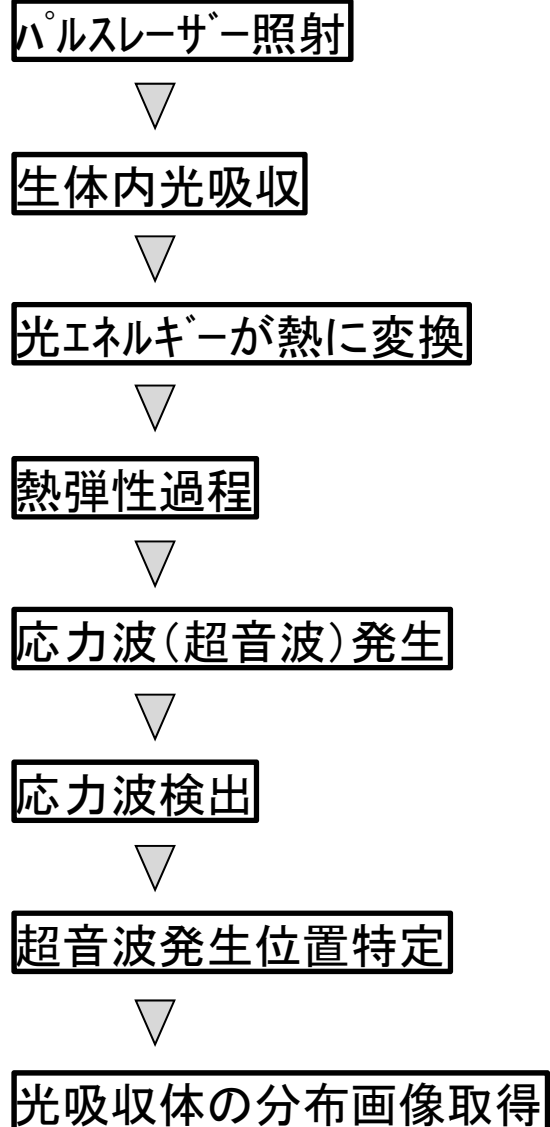 パルスレーザー照射
生体内光吸収
光エネルギーが熱に変換
熱弾性過程
応力波(超音波)発生
応力波検出
超音波発生位置特定
光吸収体の分布画像取得